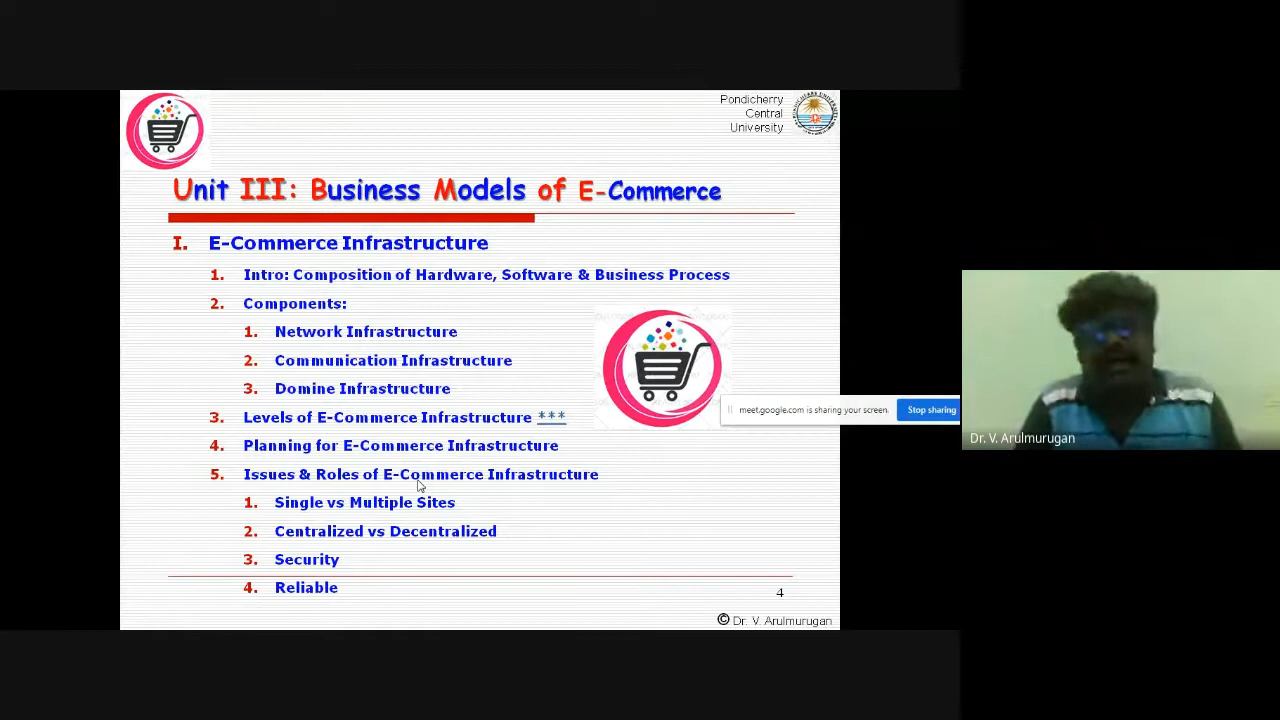 Pondicherry
Central
University
Unit III: Business Models of E-Commerce
I. E-Commerce Infrastructure
1. Intro: Composition of Hardware, Software & Business Process
2. Components:
1. Network Infrastructure
2. Communication Infrastructure
3. Domine Infrastructure
3. Levels of E-Commerce Infrastructure ***
4. Planning for E-Commerce Infrastructure
5. Issues & Roles of E-Commerce Infrastructure
1. Single vs Multiple Sites
2. Centralized vs Decentralized
3. Security
4. Reliable
4
© Dr. V. Arulmurugan
meet.google.com is sharing your screen.
Stop sharing
Dr. V. Arulmurugan